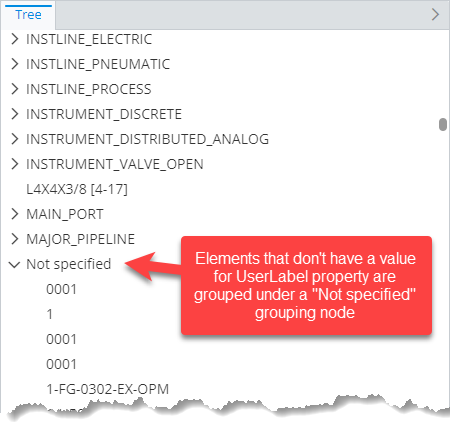 Tree
INSTLINE_ELECTRIC
INSTLINE_PNEUMATIC
INSTLINE_PROCESS
INSTRUMENT_DISCRETE
INSTRUMENT_DISTRIBUTED_ANALOG
INSTRUMENT_VALVE_OPEN
L4X4X3/8 [4-17]
MAIN_PORT
MAJOR_PIPELINE
Not specified
Elements that don't have a value
for UserLabel property are
grouped under a "Not specified"
grouping node
0001
1
0001
0001
1-FG-0302-EX-OPM